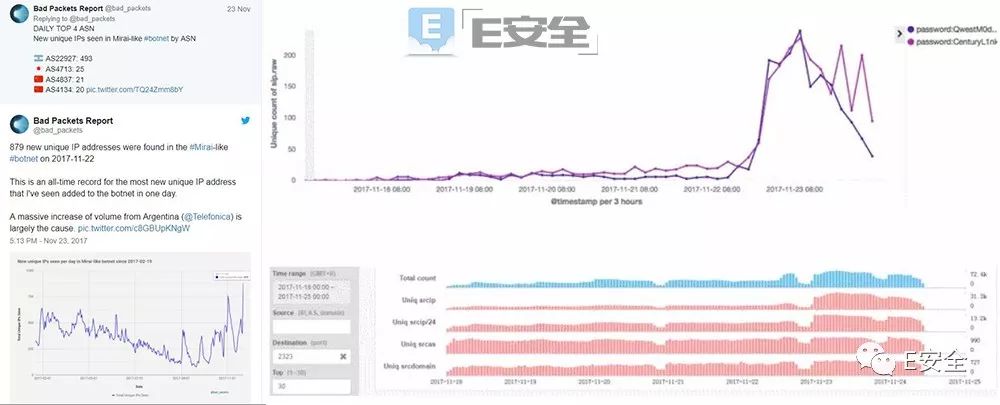 Bad Packets Report @bad_packets
23 Nov
Replying to @bad_packets
DAILY TOP 4 ASN
New unique IPs seen in Mirai-like #botnet by ASN
AS22927: 493
AS4713: 25
AS4837: 21
AS4134: 20 pic.twitter.com/TQ24Zmm8bY
Bad Packets Report
@bad_packets
879 new unique IP addresses were found in the #Mirai-like
#botnet on 2017-11-22
This is an all-time record for the most new unique IP address
that I've seen added to the botnet in one day.
A massive increase of volume from Argentina (@Telefonica) is
largely the cause. pic.twitter.com/c8GBUpKNgW
5:13 PM - Nov 23, 2017
New unique IPs seen per day in Mirai-like botnet since 2017-02-19
Total Unique IPs Seen
Date
E安全
password:QwestM0d...
password:CenturyL1nk
Unique count of sip.raw
200
150
100
50
0
2017-11-18 08:00
2017-11-19 08:00
2017-11-20 08:00
2017-11-21 08:00
2017-11-22 08:00
2017-11-23 08:00
@timestamp per 3 hours
Time range (GMT+8)
2017-11-18 00:00
~
2017-11-25 00:00
Source
Destination (port)
2323
Top (1~10)
30
Total count
72.6k
Uniq srcip
31.2k
Uniq srcip/24
13.2k
Uniq srcas
990
Uniq srcdomain
727
2017-11-18
2017-11-19
2017-11-20
2017-11-21
2017-11-22
2017-11-23
2017-11-24
2017-11-25
E安全